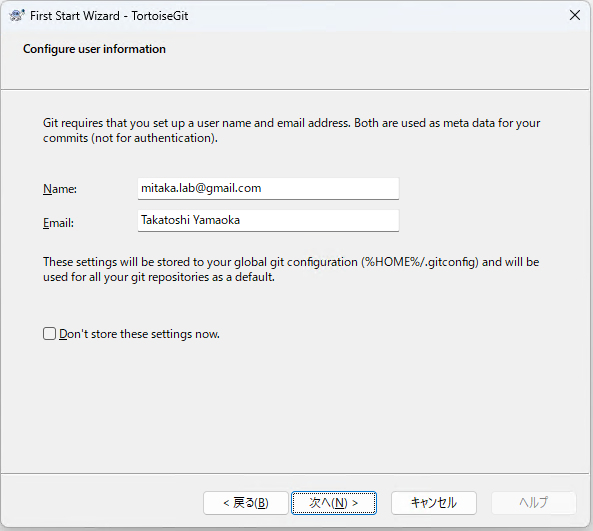 First Start Wizard - TortoiseGit
Configure user information
Git requires that you set up a user name and email address. Both are used as meta data for your
commits (not for authentication).
Name: mitaka.lab@gmail.com
Email: Takatoshi Yamaoka
These settings will be stored to your global git configuration (%HOME%/.gitconfig) and will be
used for all your git repositories as a default.
Don't store these settings now.
< 戻る(B) 次へ(N) > キャンセル ヘルプ